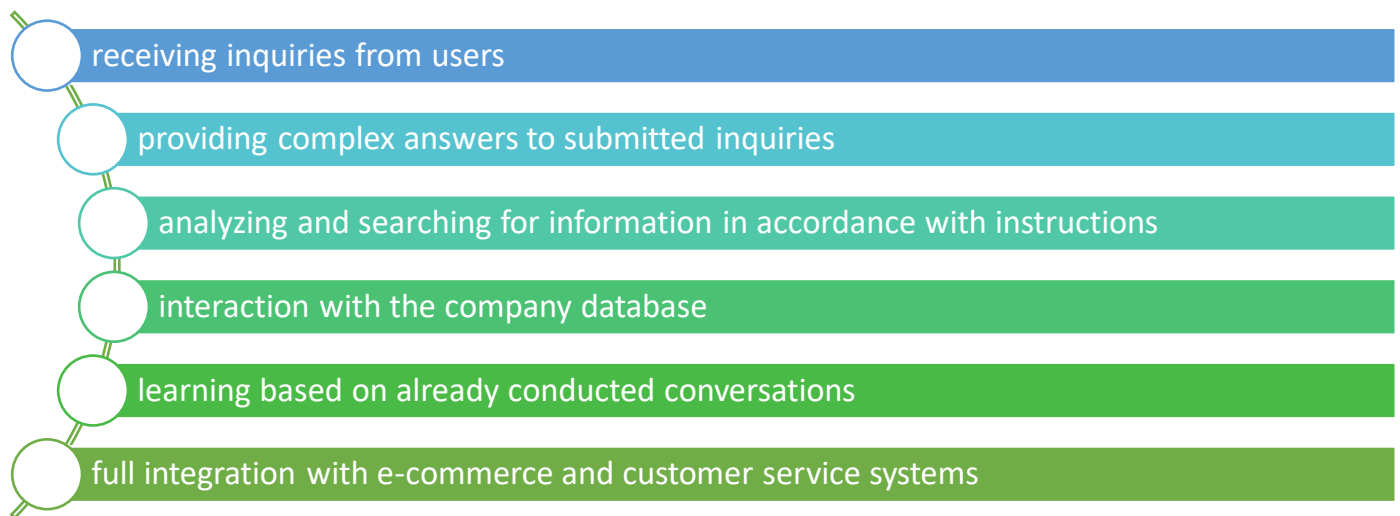 receiving inquiries from users
providing complex answers to submitted inquiries
analyzing and searching for information in accordance with instructions
interaction with the company database
learning based on already conducted conversations
full integration with e-commerce and customer service systems